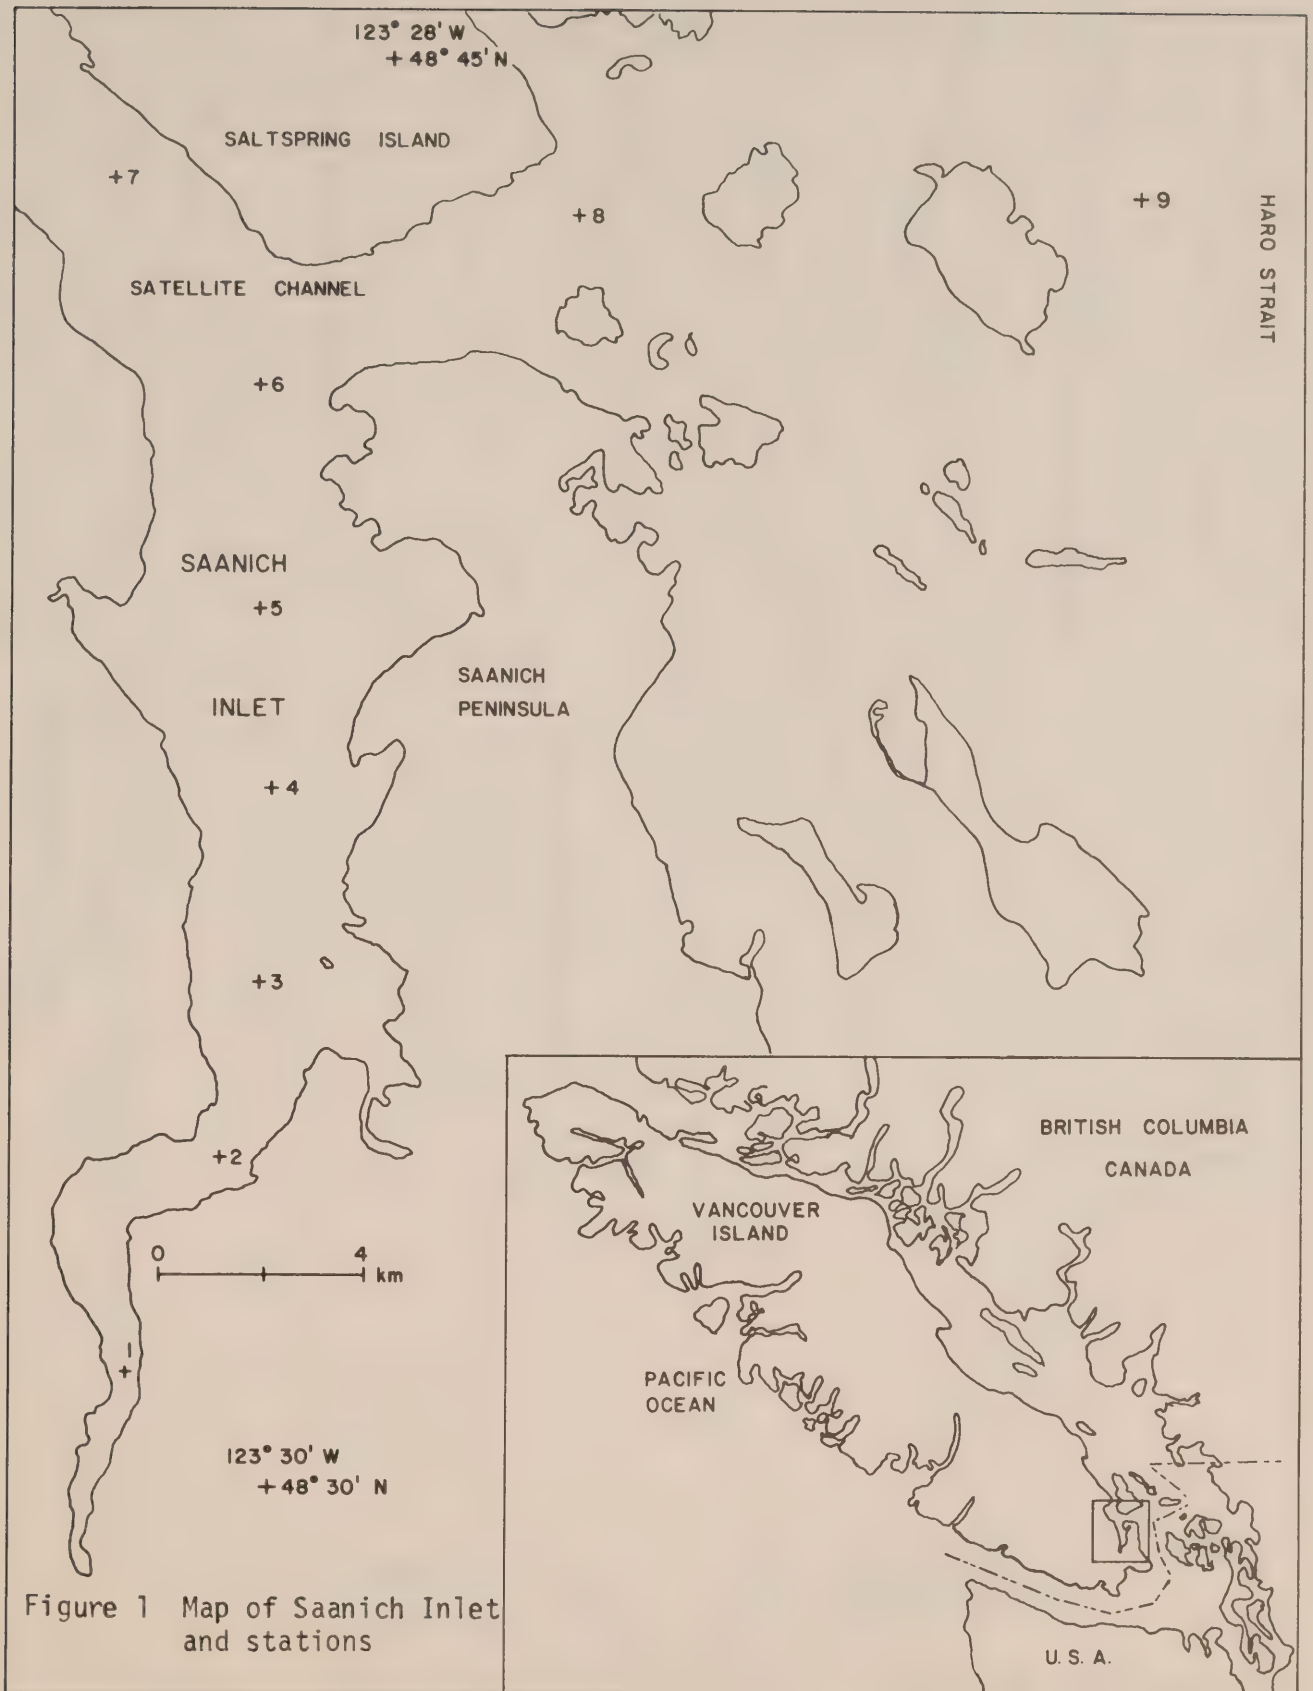 123° 28' W
+ 48° 45' N
SALTSPRING ISLAND
+7
+8
+9
HARO STRAIT
SATELLITE CHANNEL
+6
SAANICH
+5
SAANICH
PENINSULA
INLET
+4
+3
+2
0 4 km
1
+
123° 30' W
+ 48° 30' N
BRITISH COLUMBIA
CANADA
VANCOUVER
ISLAND
PACIFIC
OCEAN
U. S. A.
Figure 1 Map of Saanich Inlet
and stations